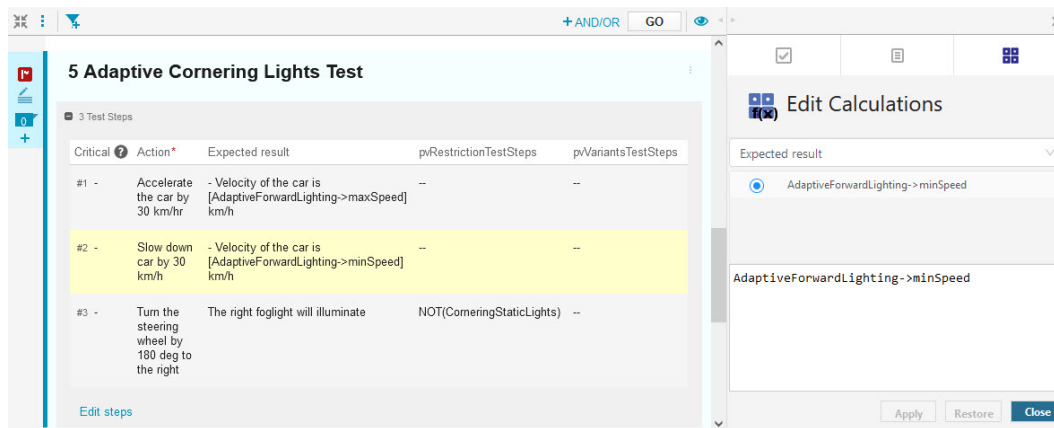 + AND/OR GO
5 Adaptive Cornering Lights Test
3 Test Steps
Critical ? Action* Expected result pvRestrictionTestSteps pvVariantsTestSteps
#1 - Accelerate - Velocity of the car is -- --
the car by [AdaptiveForwardLighting->maxSpeed]
30 km/hr km/h
#2 - Slow down - Velocity of the car is -- --
car by 30 [AdaptiveForwardLighting->minSpeed]
km/h km/h
#3 - Turn the The right foglight will illuminate NOT(CorneringStaticLights) --
steering
wheel by
180 deg to
the right
Edit steps
0
f(x) Edit Calculations
Expected result
AdaptiveForwardLighting->minSpeed
AdaptiveForwardLighting->minSpeed
Apply Restore Close